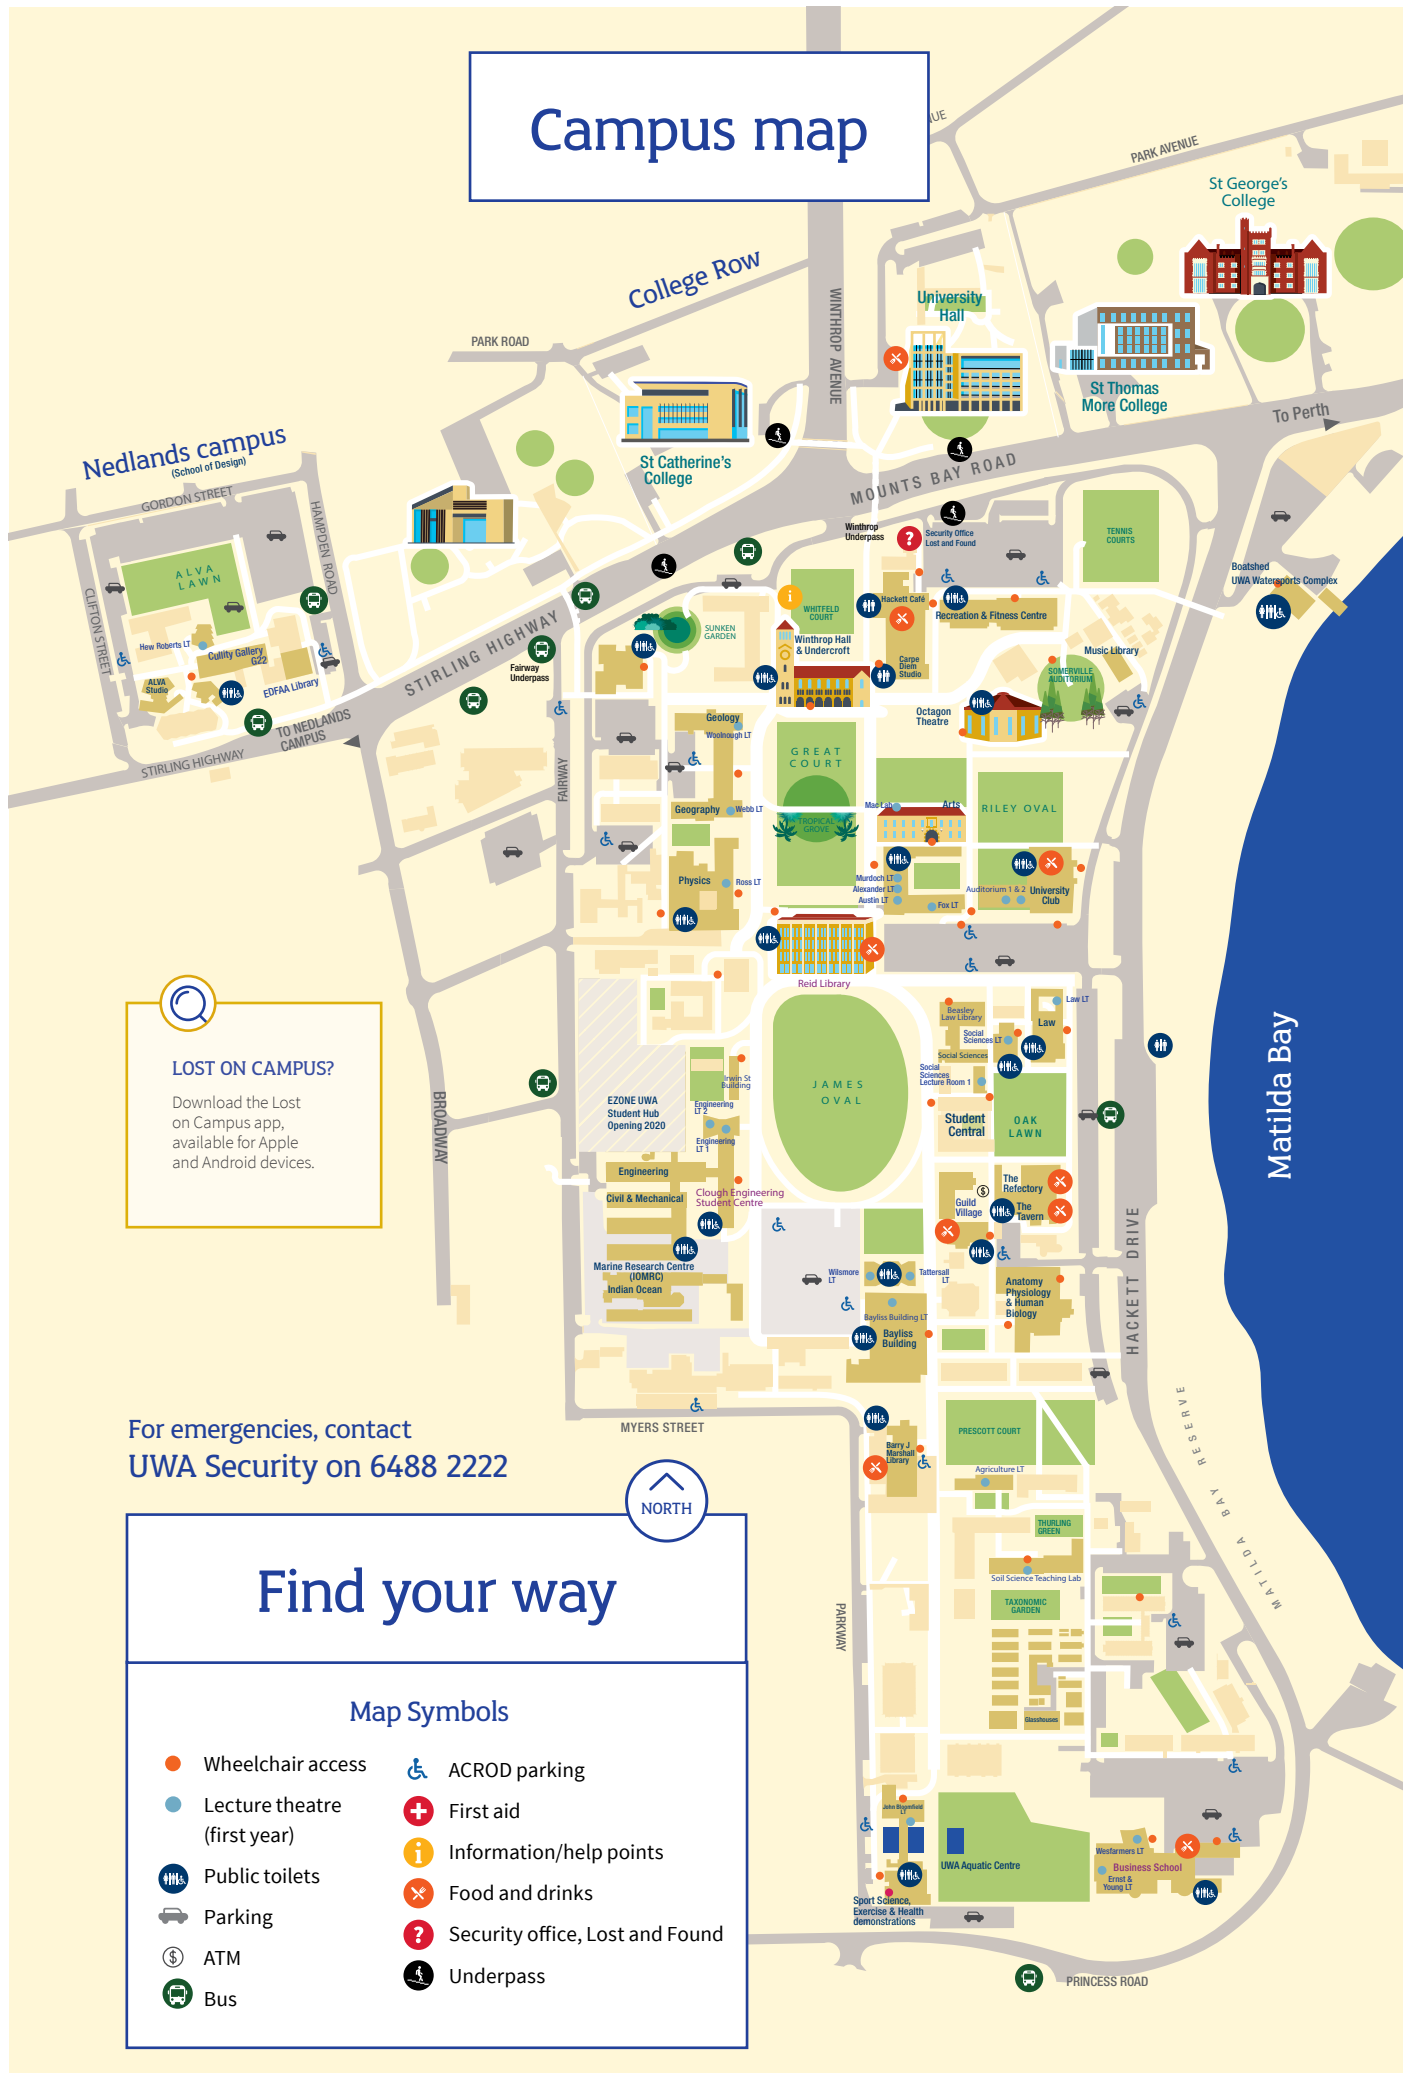 Campus map
NUE
PARK AVENUE
St George's
College
College Row
WINTHROP AVENUE
University
Hall
PARK ROAD
St Thomas
More College
To Perth
St Catherine's
College
MOUNTS BAY ROAD
Nedlands campus
(School of Design)
GORDON STREET
HAMPDEN ROAD
CLIFTON STREET
ALVA
LAWN
Hew Roberts LT
Cullity Gallery
G22
ALVA
Studio
EDFAA Library
STIRLING HIGHWAY
TO NEDLANDS
CAMPUS
STIRLING HIGHWAY
Fairway
Underpass
Winthrop
Underpass
Security Office
Lost and Found
TENNIS
COURTS
Boatshed
UWA Watersports Complex
SUNKEN
GARDEN
WHITFELD
COURT
Hackett Café
Recreation & Fitness Centre
Winthrop Hall
& Undercroft
Carpe
Diem
Studio
Music Library
SOMERVILLE
AUDITORIUM
Octagon
Theatre
Geology
Woolnough LT
GREAT
COURT
FAIRWAY
Geography
Webb LT
TROPICAL
GROVE
Mac Lab
Arts
RILEY OVAL
Physics
Ross LT
Murdoch LT
Alexander LT
Austin LT
Fox LT
Auditorium 1 & 2
University
Club
Reid Library
LOST ON CAMPUS?
Download the Lost
on Campus app,
available for Apple
and Android devices.
Beasley
Law Library
Law LT
Law
Social
Sciences LT
Social Sciences
Social
Sciences
Lecture Room 1
Irwin St
Building
JAMES
OVAL
EZONE UWA
Student Hub
Opening 2020
Engineering
LT 2
Engineering
LT 1
Student
Central
OAK
LAWN
Matilda Bay
BROADWAY
Engineering
Civil & Mechanical
Clough Engineering
Student Centre
The
Refectory
Guild
Village
The
Tavern
HACKETT DRIVE
Marine Research Centre
(IOMRC)
Indian Ocean
Wilsmore
LT
Tattersall
LT
Anatomy
Physiology
& Human
Biology
Bayliss Building LT
Bayliss
Building
MYERS STREET
MATILDA BAY RESERVE
PRESCOTT COURT
Barry J
Marshall
Library
Agriculture LT
For emergencies, contact
UWA Security on 6488 2222
NORTH
THURLING
GREEN
Soil Science Teaching Lab
TAXONOMIC
GARDEN
PARKWAY
Glasshouses
John Bloomfield
LT
UWA Aquatic Centre
Wesfarmers LT
Business School
Ernst &
Young LT
Sport Science,
Exercise & Health
demonstrations
PRINCESS ROAD
Find your way
Map Symbols
Wheelchair access
Lecture theatre
(first year)
Public toilets
Parking
$ ATM
Bus
ACROD parking
First aid
i Information/help points
Food and drinks
? Security office, Lost and Found
Underpass